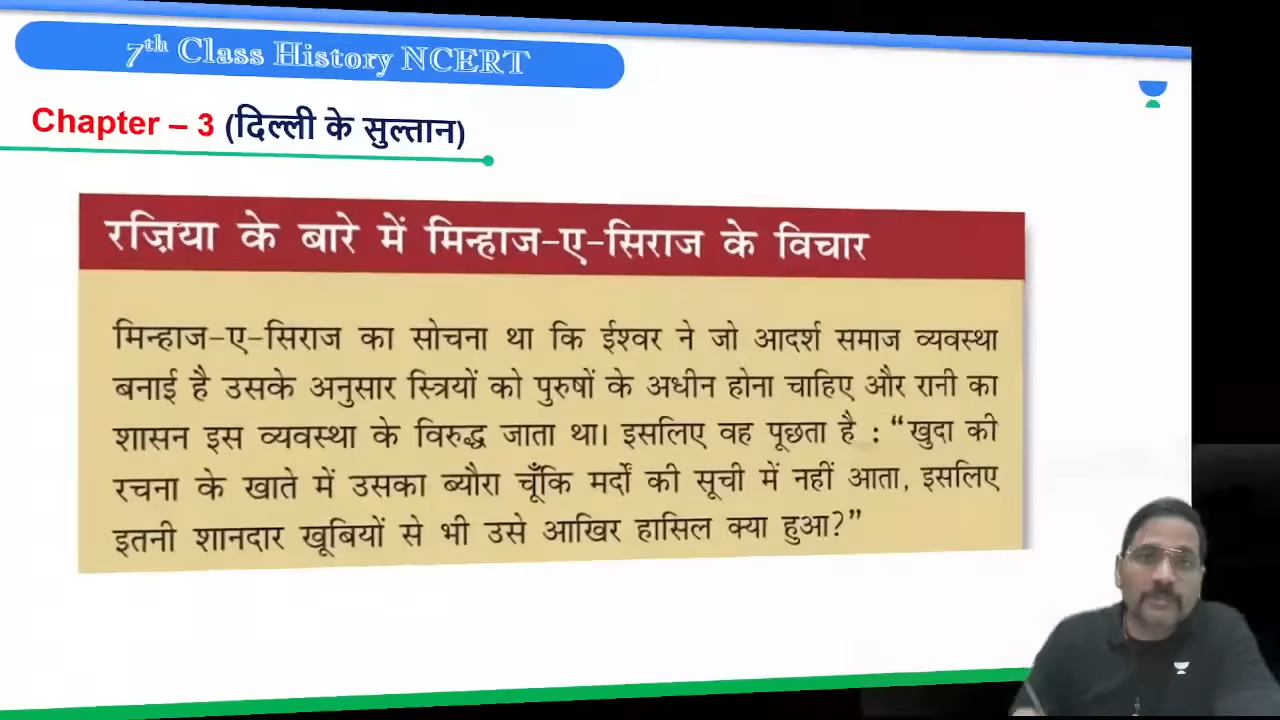 7th Class History NCERT
Chapter – 3 (दिल्ली के सुल्तान)
रज़िया के बारे में मिन्हाज-ए-सिराज के विचार
मिन्हाज-ए-सिराज का सोचना था कि ईश्वर ने जो आदर्श समाज व्यवस्था
बनाई है उसके अनुसार स्त्रियों को पुरुषों के अधीन होना चाहिए और रानी का
शासन इस व्यवस्था के विरुद्ध जाता था। इसलिए वह पूछता है : “खुदा की
रचना के खाते में उसका ब्यौरा चूँकि मर्दों की सूची में नहीं आता, इसलिए
इतनी शानदार खूबियों से भी उसे आखिर हासिल क्या हुआ?”